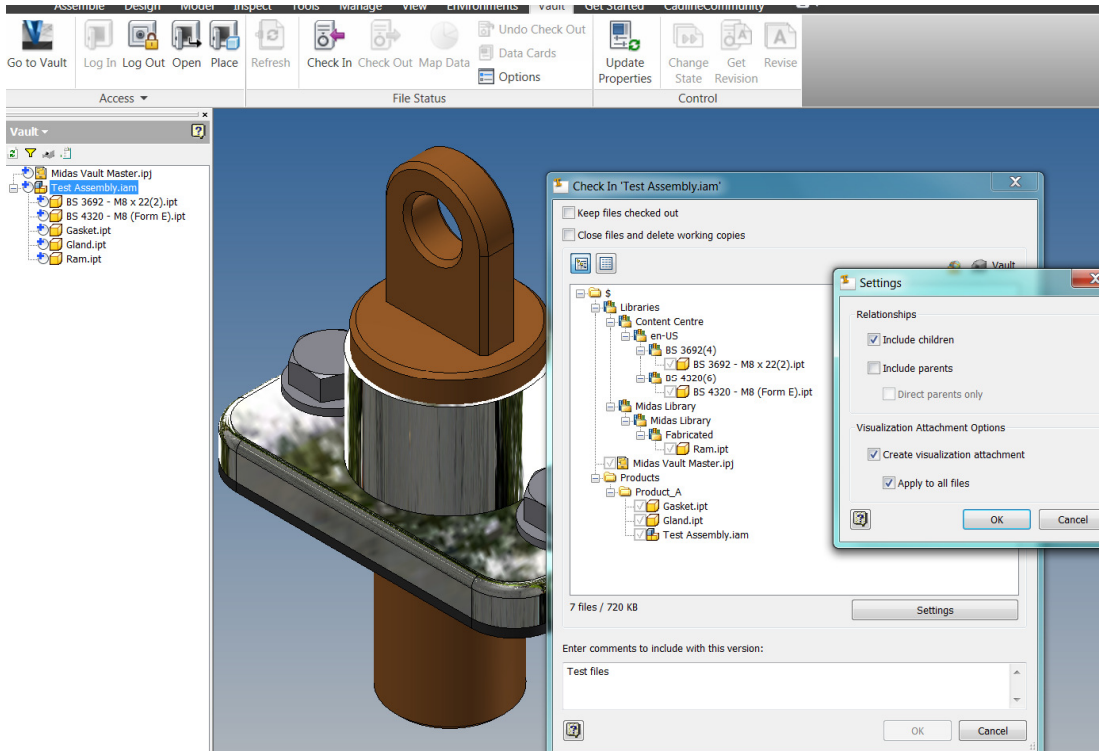 Assemble Design Model Inspect Tools Manage View Environments Vault Get Started CadlineCommunity
Go to Vault Log In Log Out Open Place Refresh Check In Check Out Map Data Undo Check Out
Data Cards
Options
Update Properties Change State Get Revision Revise
Access File Status Control
Vault
Midas Vault Master.ipj
Test Assembly.iam
BS 3692 - M8 x 22(2).ipt
BS 4320 - M8 (Form E).ipt
Gasket.ipt
Gland.ipt
Ram.ipt
Check In 'Test Assembly.iam'
Keep files checked out
Close files and delete working copies
Vault
$
Libraries
Content Centre
en-US
BS 3692(4)
BS 3692 - M8 x 22(2).ipt
BS 4320(6)
BS 4320 - M8 (Form E).ipt
Midas Library
Midas Library
Fabricated
Ram.ipt
Midas Vault Master.ipj
Products
Product_A
Gasket.ipt
Gland.ipt
Test Assembly.iam
7 files / 720 KB
Settings
Enter comments to include with this version:
Test files
OK Cancel
Settings
Relationships
Include children
Include parents
Direct parents only
Visualization Attachment Options
Create visualization attachment
Apply to all files
OK Cancel